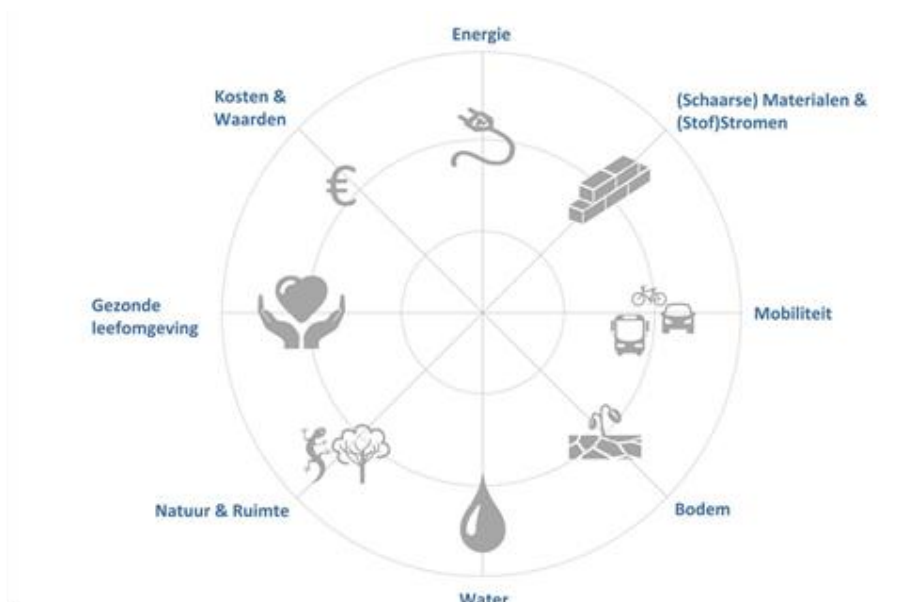 Energie
(Schaarse) Materialen &
(Stof)Stromen
Mobiliteit
Bodem
Water
Natuur & Ruimte
Gezonde
leefomgeving
Kosten &
Waarden
€